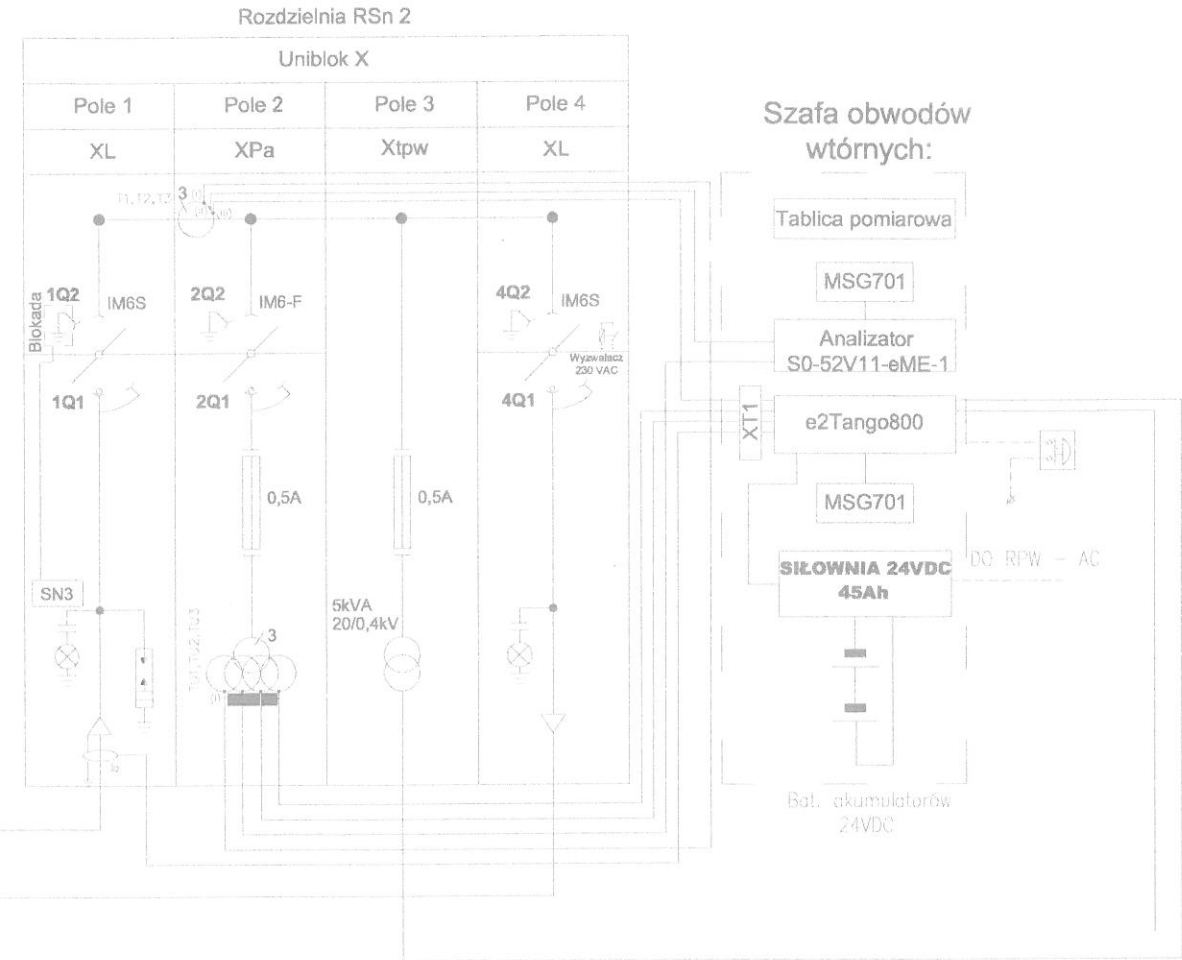 Rozdzielnia RSn 2
Uniblok X
Pole 1
Pole 2
Pole 3
Pole 4
XL
XPa
Xtpw
XL
T1,T2,T3
3
Blokada
1Q2
IM6S
1Q1
2Q2
IM6-F
2Q1
4Q2
IM6S
Wyzwalacz
230 VAC
4Q1
0,5A
0,5A
SN3
5kVA
20/0,4kV
3
Szafa obwodów
wtórnych:
Tablica pomiarowa
MSG701
Analizator
S0-52V11-eME-1
XT1
e2Tango800
MSG701
SIŁOWNIA 24VDC
45Ah
DO RPW - AC
Bat. akumulatorów
24VDC